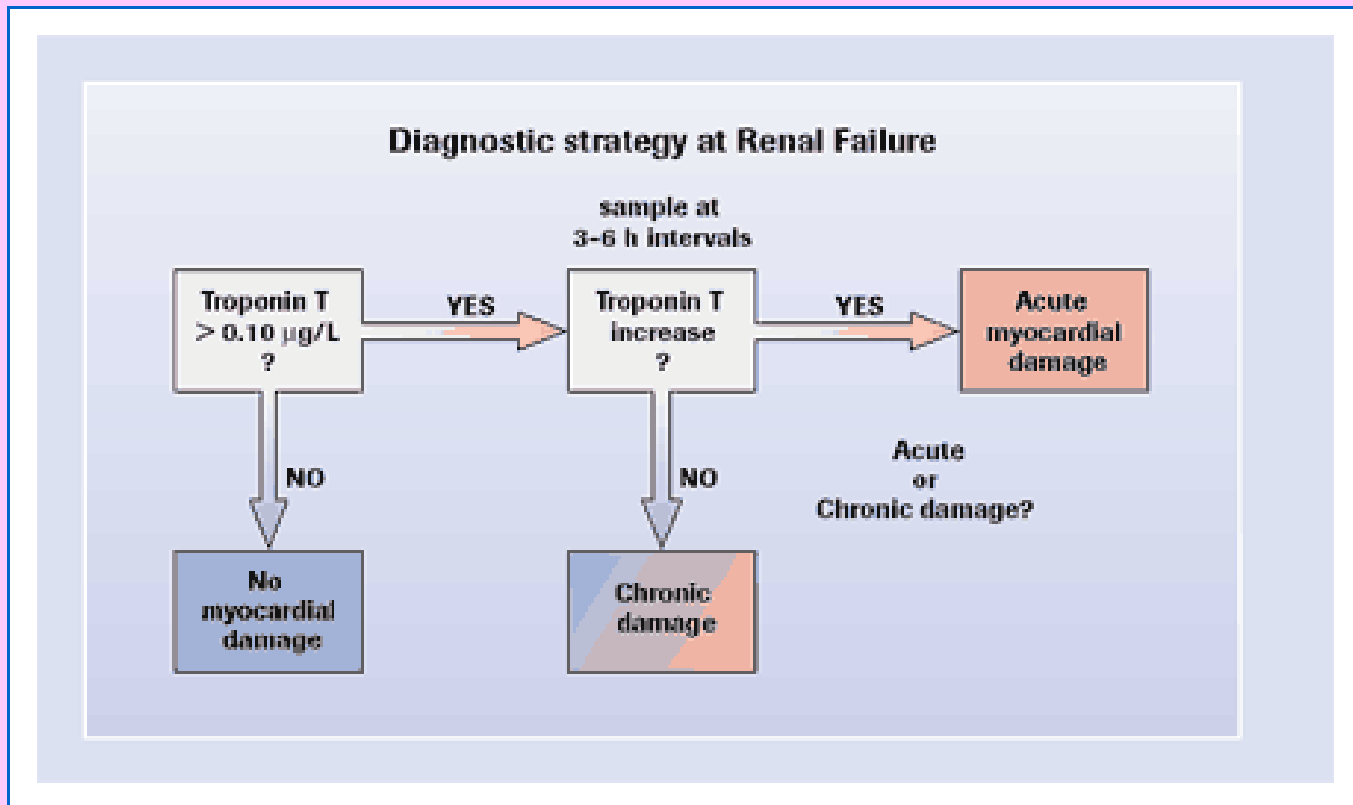 Diagnostic strategy at Renal Failure
sample at
3-6 h intervals
Troponin T
> 0.10 µg/L
?
YES
Troponin T
increase
?
YES
Acute
myocardial
damage
NO
NO
Acute
or
Chronic damage?
No
myocardial
damage
Chronic
damage